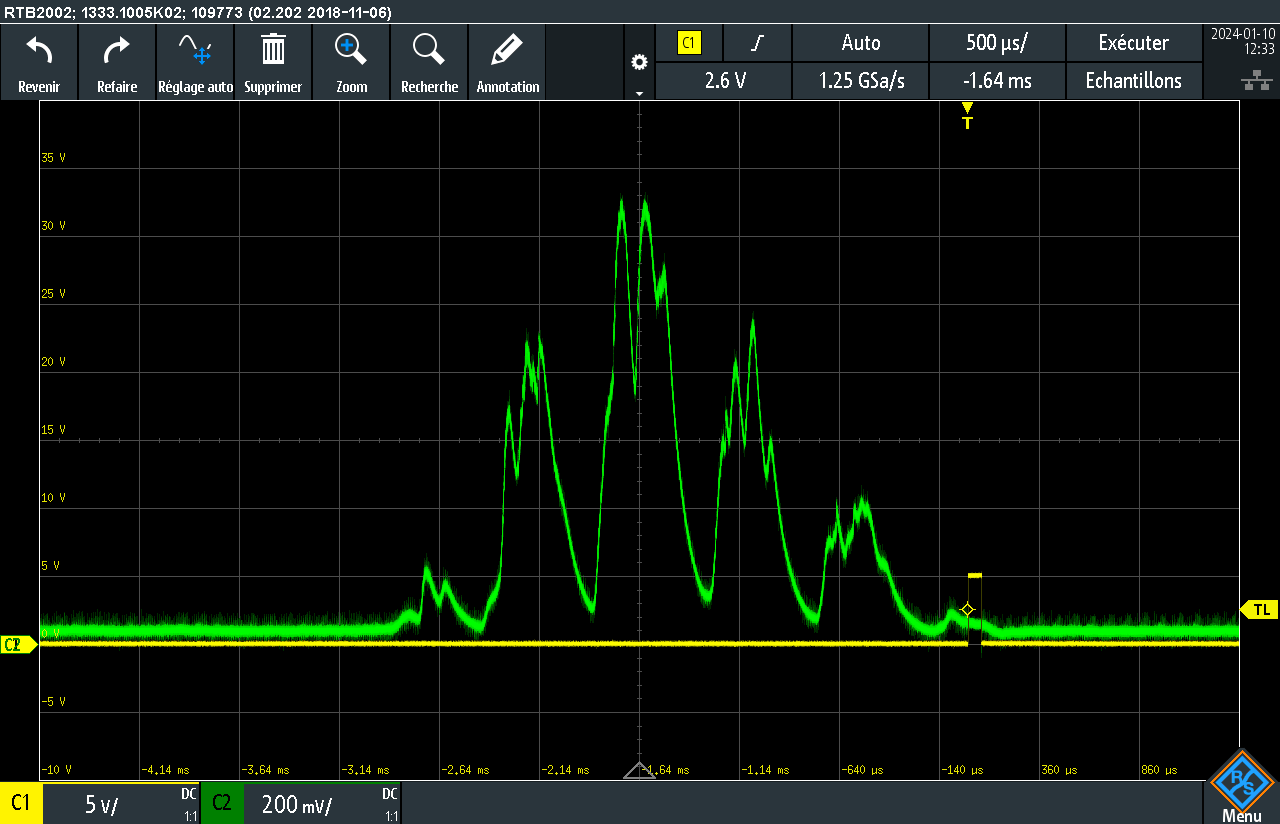 RTB2002; 1333.1005K02; 109773 (02.202 2018-11-06)
Revenir
Refaire
Réglage auto
Supprimer
Zoom
Recherche
Annotation
C1
Auto
500 µs/
Exécuter
2.6 V
1.25 GSa/s
-1.64 ms
Echantillons
2024-01-10
12:33
T
35 V
30 V
25 V
20 V
15 V
10 V
5 V
0 V
-5 V
-10 V
TL
-4.14 ms
-3.64 ms
-3.14 ms
-2.64 ms
-2.14 ms
-1.64 ms
-1.14 ms
-640 µs
-140 µs
360 µs
860 µs
C1
5 V/
DC
1:1
C2
200 mV/
DC
1:1
R S
Menu